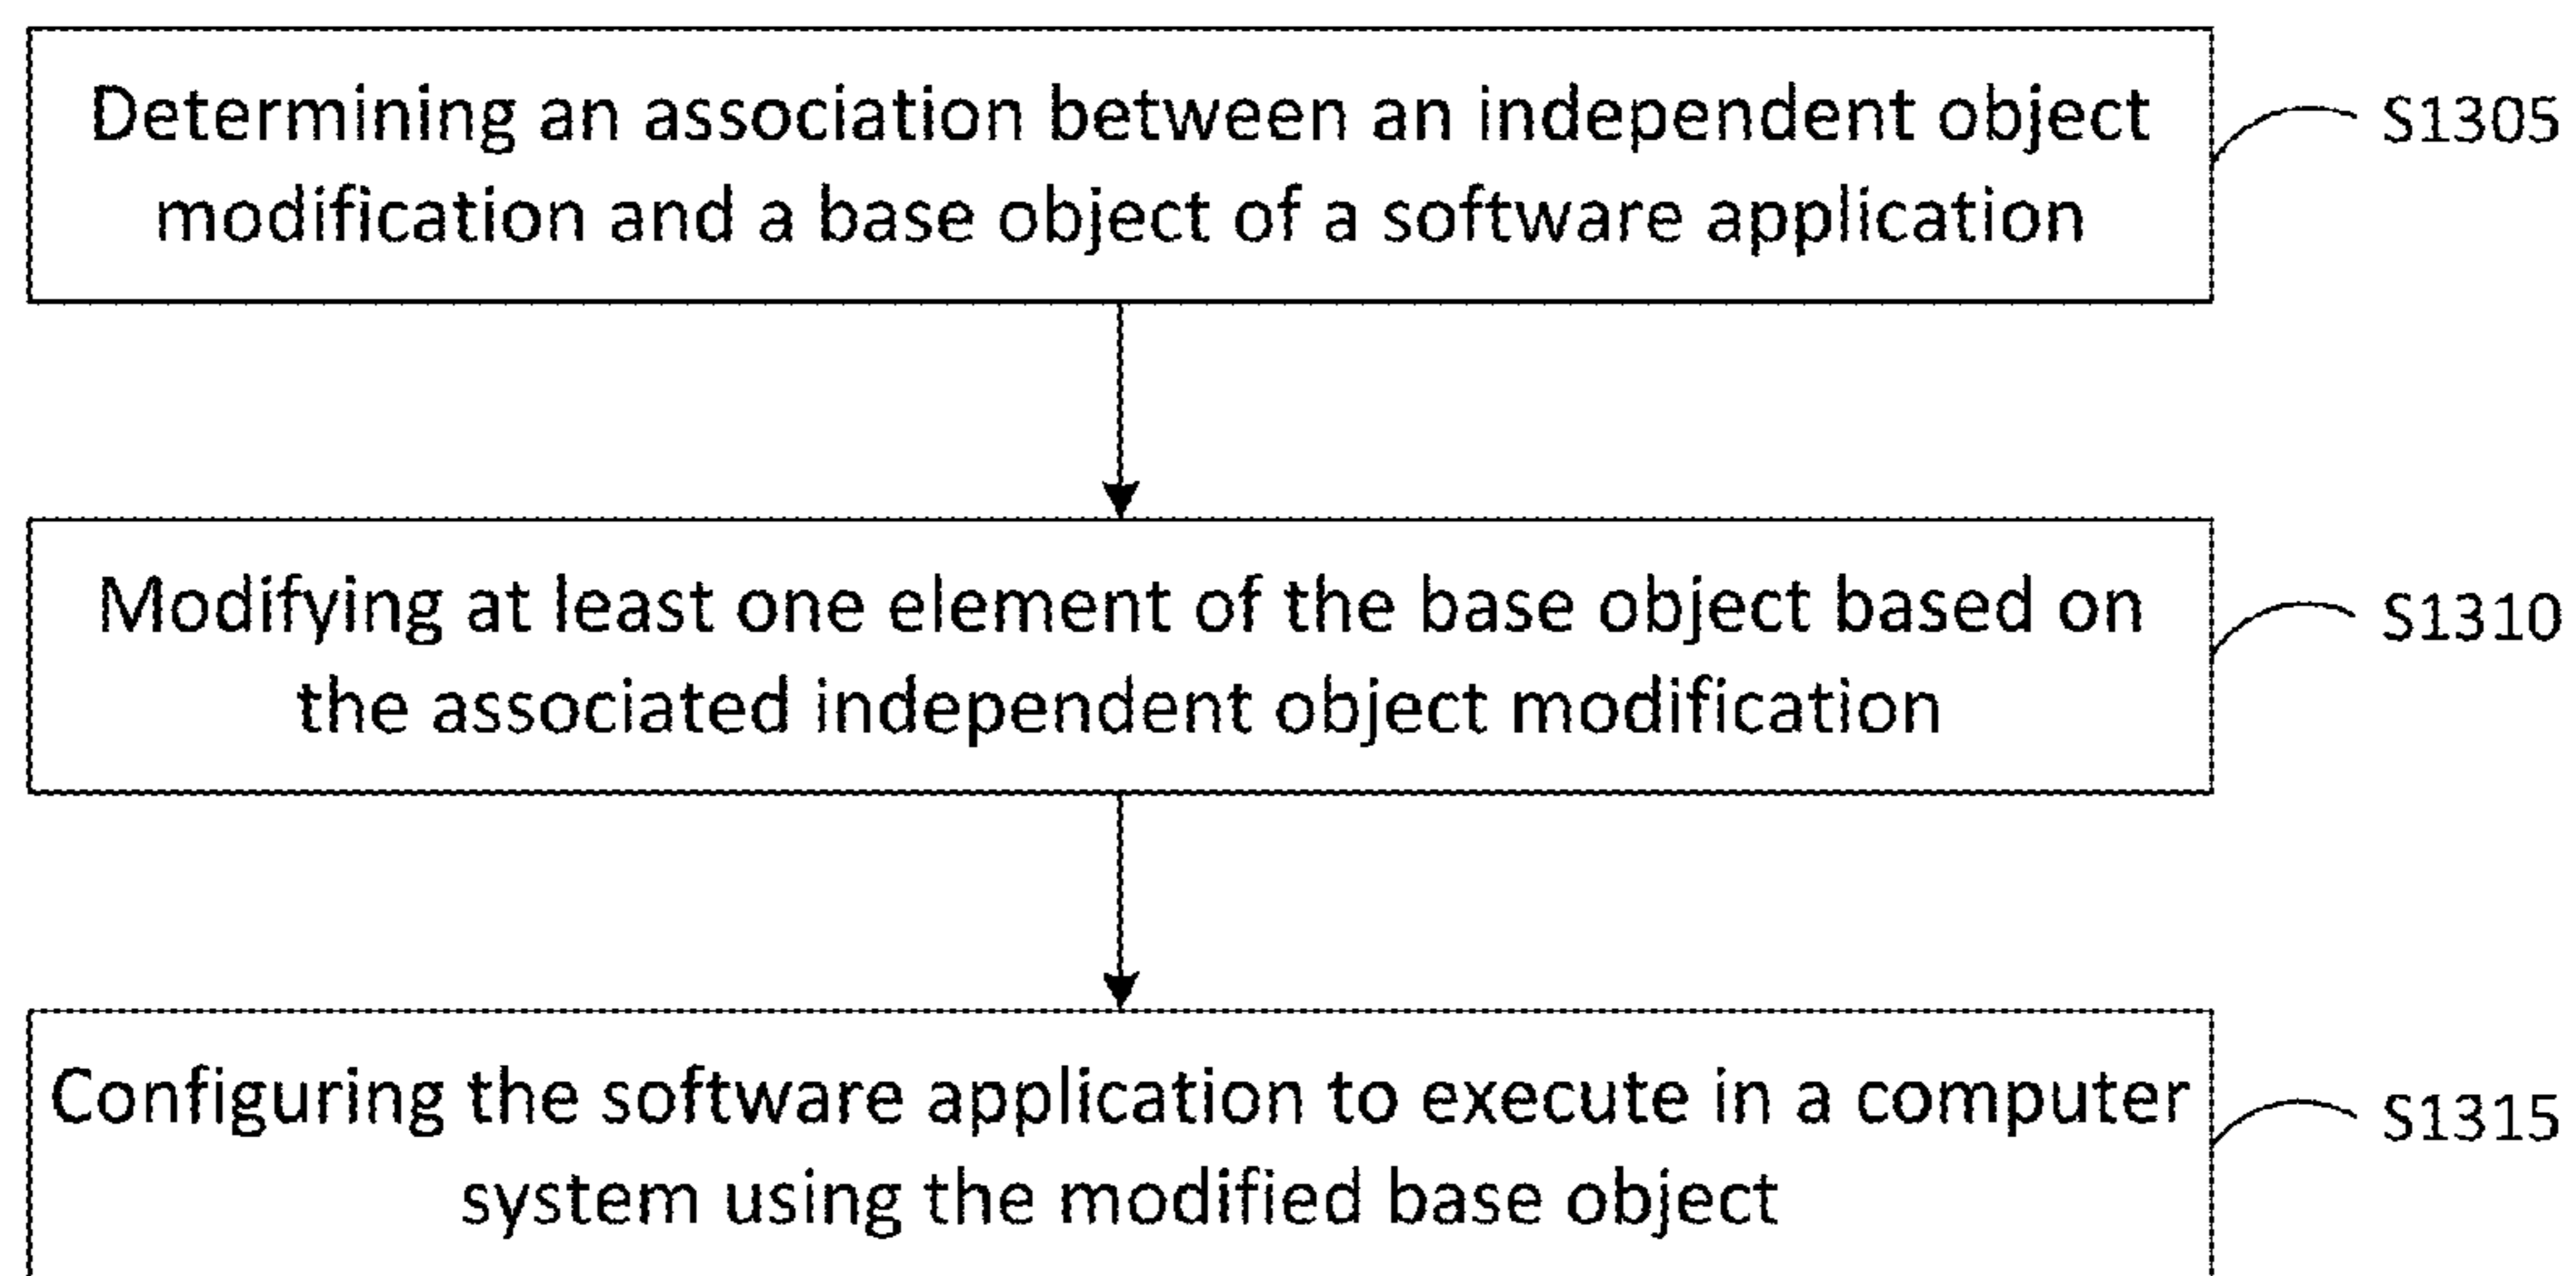 Determining an association between an independent object
modification and a base object of a software application
S1305
Modifying at least one element of the base object based on
the associated independent object modification
S1310
Configuring the software application to execute in a computer
system using the modified base object
S1315